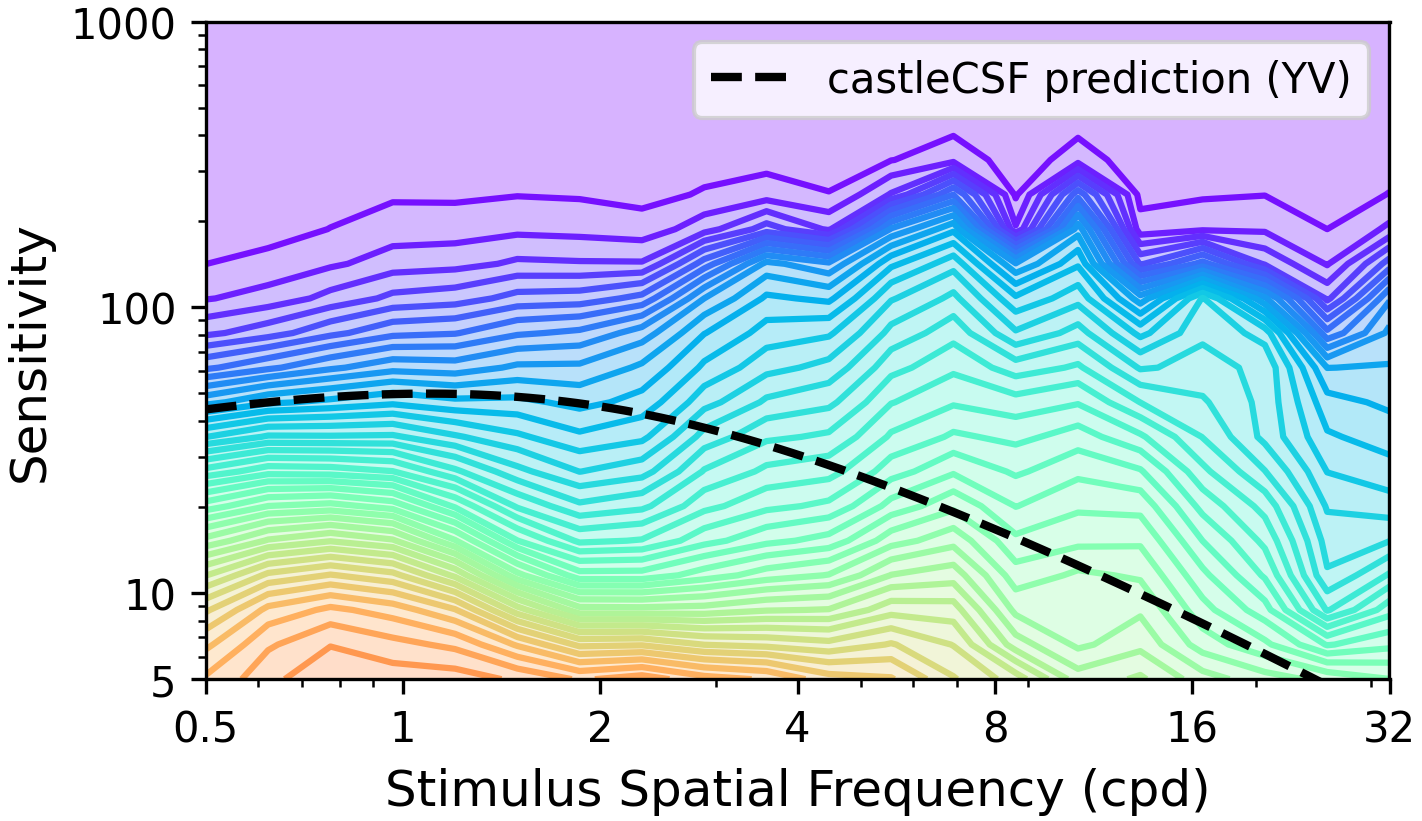 1000
castleCSF prediction (YV)
100
Sensitivity
10
5
0.5 1 2 4 8 16 32
Stimulus Spatial Frequency (cpd)